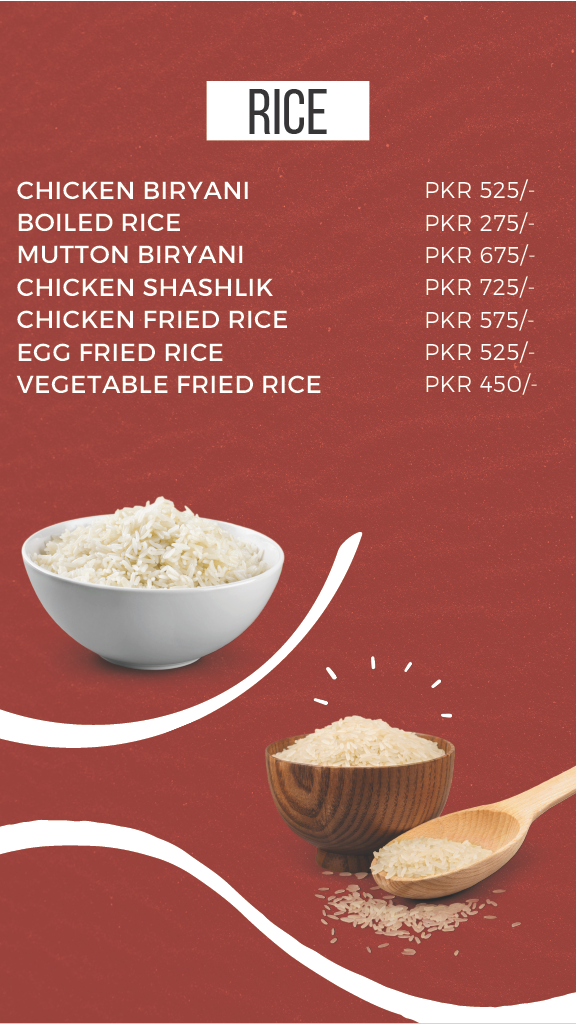 RICE
CHICKEN BIRYANI PKR 525/-
BOILED RICE PKR 275/-
MUTTON BIRYANI PKR 675/-
CHICKEN SHASHLIK PKR 725/-
CHICKEN FRIED RICE PKR 575/-
EGG FRIED RICE PKR 525/-
VEGETABLE FRIED RICE PKR 450/-